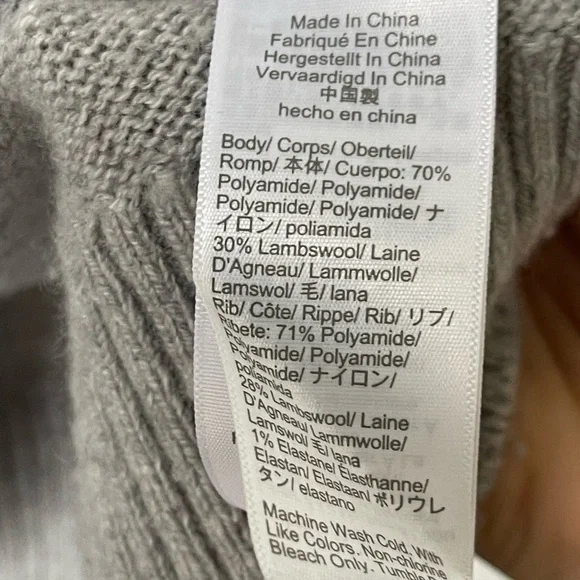 Made In China
Fabriqué En Chine
Hergestellt In China
Vervaardigd In China
中国製
hecho en china
Body/ Corps/ Oberteil/
Romp/ 本体/ Cuerpo: 70%
Polyamide/ Polyamide/
Polyamide/ Polyamide/ ナ
イロン/ poliamida
30% Lambswool/ Laine
D'Agneau/ Lammwolle/
Lamswol/ 毛/ lana
Rib/ Côte/ Rippe/ Rib/ リブ/
Ribete: 71% Polyamide/
Polyamide/ Polyamide/
Polyamide/ ナイロン/
poliamida
28% Lambswool/ Laine
D'Agneau/ Lammwolle/
Lamswol/ 毛/ lana
1% Elastane/ Élasthanne/
Elastan/ Elastaan/ ポリウレ
タン/ elastano
Machine Wash Cold. With
Like Colors. Non-chlorine
Bleach Only.